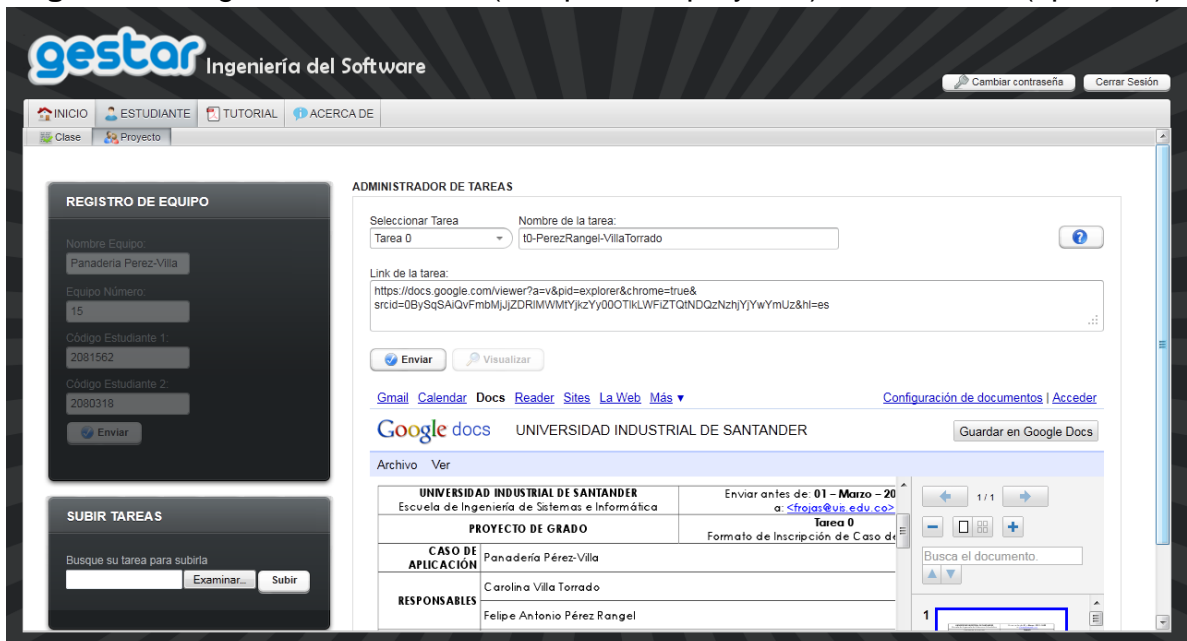 gestar Ingeniería del Software
Cambiar contraseña Cerrar Sesión
INICIO ESTUDIANTE TUTORIAL ACERCA DE
Clase Proyecto
REGISTRO DE EQUIPO
Nombre Equipo:
Panaderia Perez-Villa
Equipo Número:
15
Código Estudiante 1:
2081562
Código Estudiante 2:
2080318
Enviar
SUBIR TAREAS
Busque su tarea para subirla
Examinar... Subir
ADMINISTRADOR DE TAREAS
Seleccionar Tarea Nombre de la tarea:
Tarea 0 t0-PerezRangel-VillaTorrado
Link de la tarea:
https://docs.google.com/viewer?a=v&pid=explorer&chrome=true&
Enviar Visualizar
Gmail Calendar Docs Reader Sites La Web Más ▼ Configuración de documentos | Acceder
Google docs UNIVERSIDAD INDUSTRIAL DE SANTANDER Guardar en Google Docs
Archivo Ver
UNIVERSIDAD INDUSTRIAL DE SANTANDER Enviar antes de: 01 – Marzo – 20
Escuela de Ingeniería de Sistemas e Informática a: <frojas@uis.edu.co>
PROYECTO DE GRADO Tarea 0
Formato de Inscripción de Caso de
CASO DE APLICACIÓN Panadería Pérez-Villa
RESPONSABLES Carolina Villa Torrado
Felipe Antonio Pérez Rangel
1 / 1
Busca el documento.
1